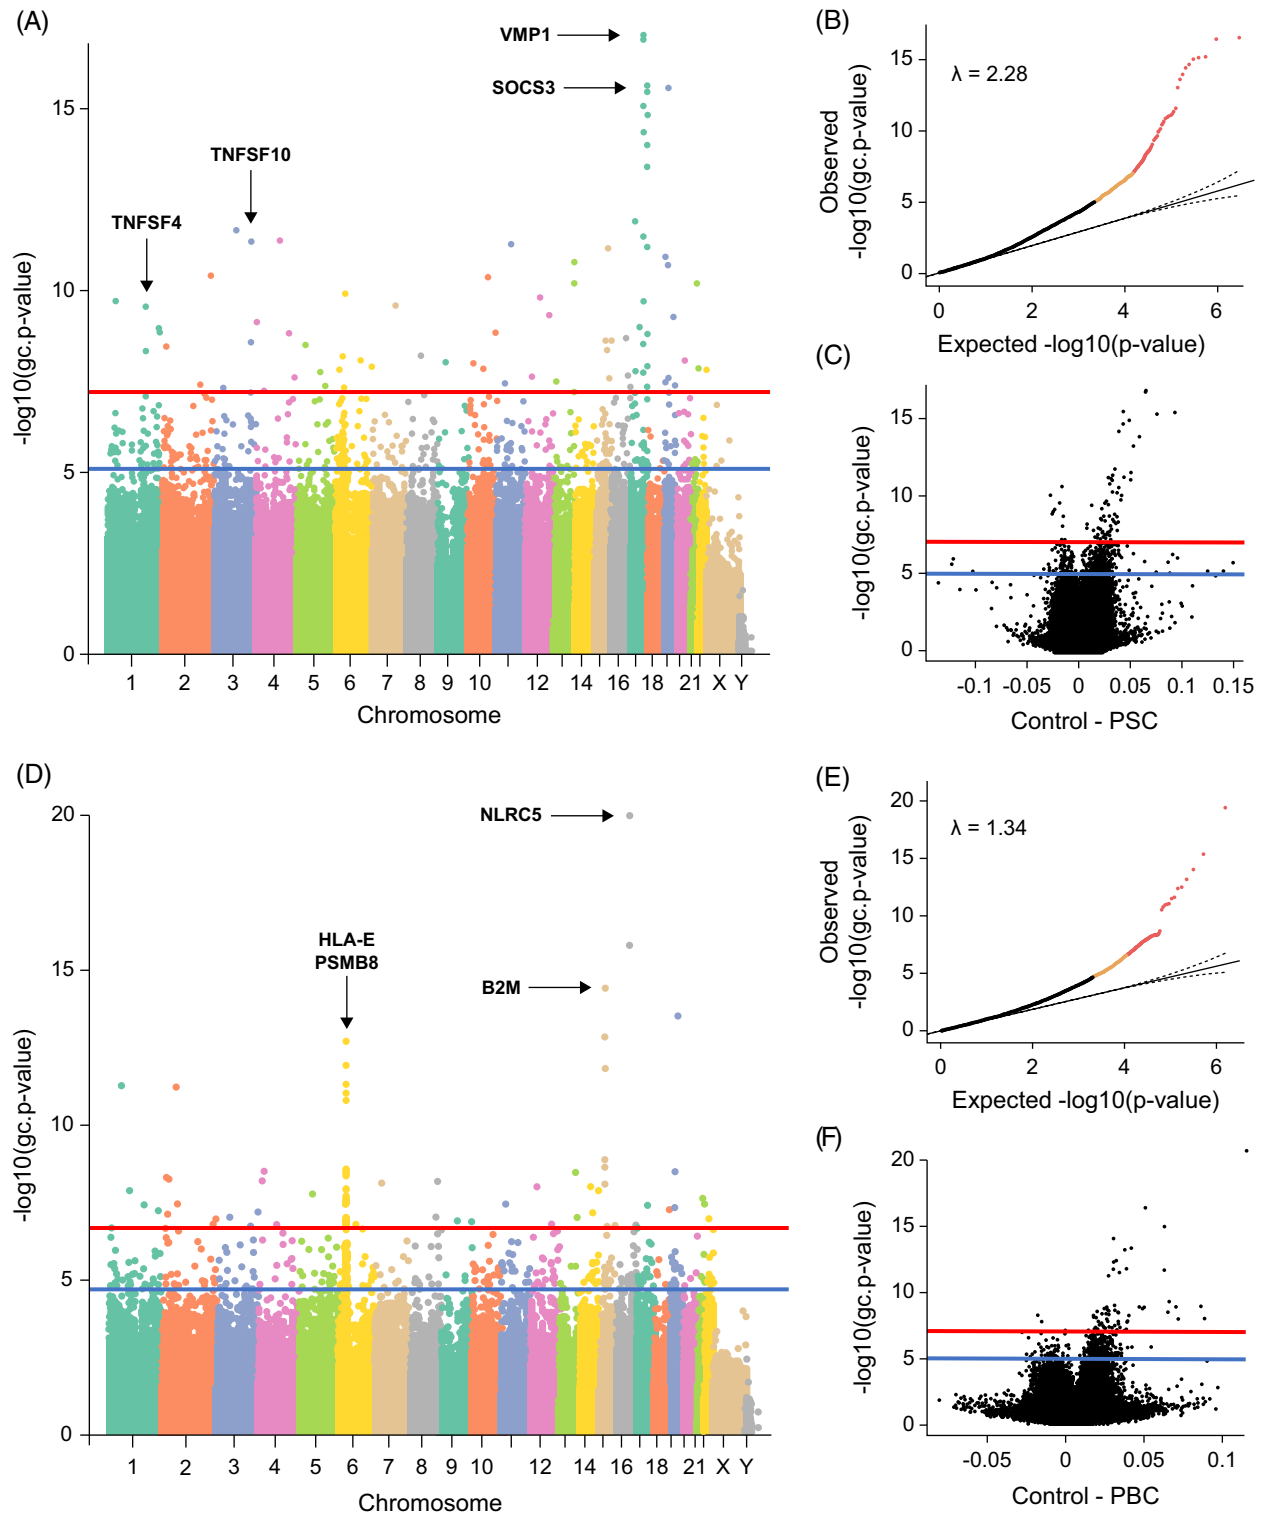 (A)
VMP1
SOCS3
TNFSF10
TNFSF4
15
10
5
0
-log10(gc.p-value)
1 2 3 4 5 6 7 8 9 10 12 14 16 18 21 X Y
Chromosome
(B)
λ = 2.28
15
10
5
0
Observed
-log10(gc.p-value)
0 2 4 6
Expected -log10(p-value)
(C)
15
10
5
0
-log10(gc.p-value)
-0.1 -0.05 0 0.05 0.1 0.15
Control - PSC
(D)
NLRC5
HLA-E
PSMB8
B2M
20
15
10
5
0
-log10(gc.p-value)
1 2 3 4 5 6 7 8 9 10 12 14 16 18 21 X Y
Chromosome
(E)
λ = 1.34
20
15
10
5
0
Observed
-log10(gc.p-value)
0 2 4 6
Expected -log10(p-value)
(F)
20
15
10
5
0
-log10(gc.p-value)
-0.05 0 0.05 0.1
Control - PBC